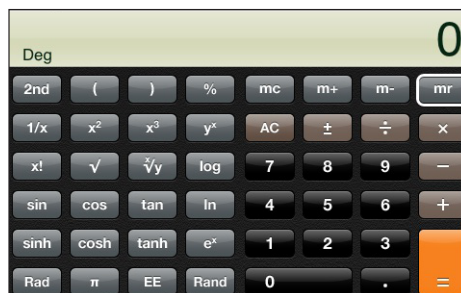 0
Deg
2nd ( ) % mc m+ m- mr
1/x x² x³ yˣ AC ± ÷ ×
x! √ ˣ√y log 7 8 9 −
sin cos tan ln 4 5 6 +
sinh cosh tanh eˣ 1 2 3
Rad π EE Rand 0 . =